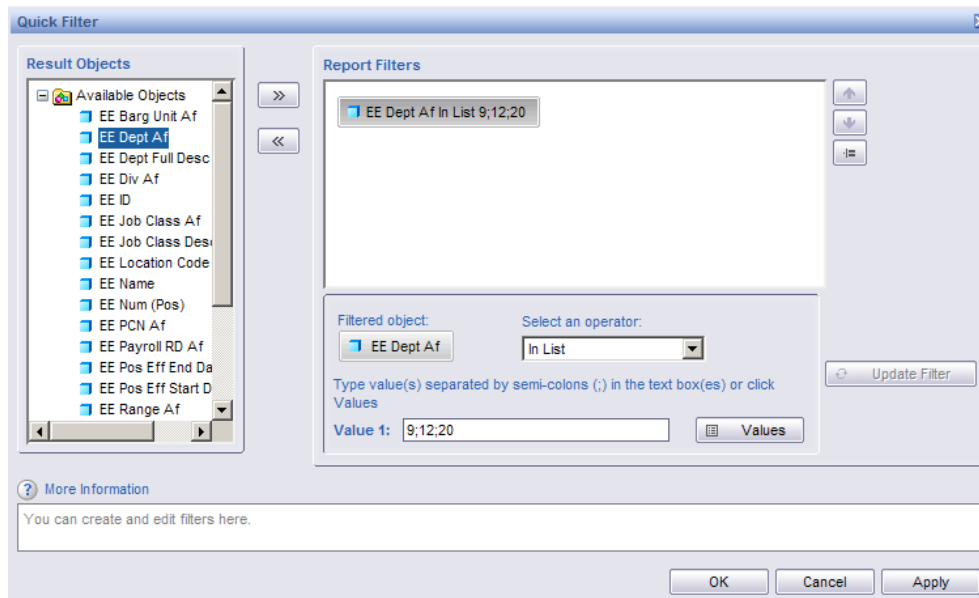 Quick Filter
Result Objects
Available Objects
EE Barg Unit Af
EE Dept Af
EE Dept Full Desc
EE Div Af
EE ID
EE Job Class Af
EE Job Class Des
EE Location Code
EE Name
EE Num (Pos)
EE PCN Af
EE Payroll RD Af
EE Pos Eff End Da
EE Pos Eff Start D
EE Range Af
Report Filters
EE Dept Af In List 9;12;20
Filtered object:
EE Dept Af
Select an operator:
In List
Type value(s) separated by semi-colons (;) in the text box(es) or click
Values
Value 1: 9;12;20
Values
Update Filter
? More Information
You can create and edit filters here.
OK Cancel Apply